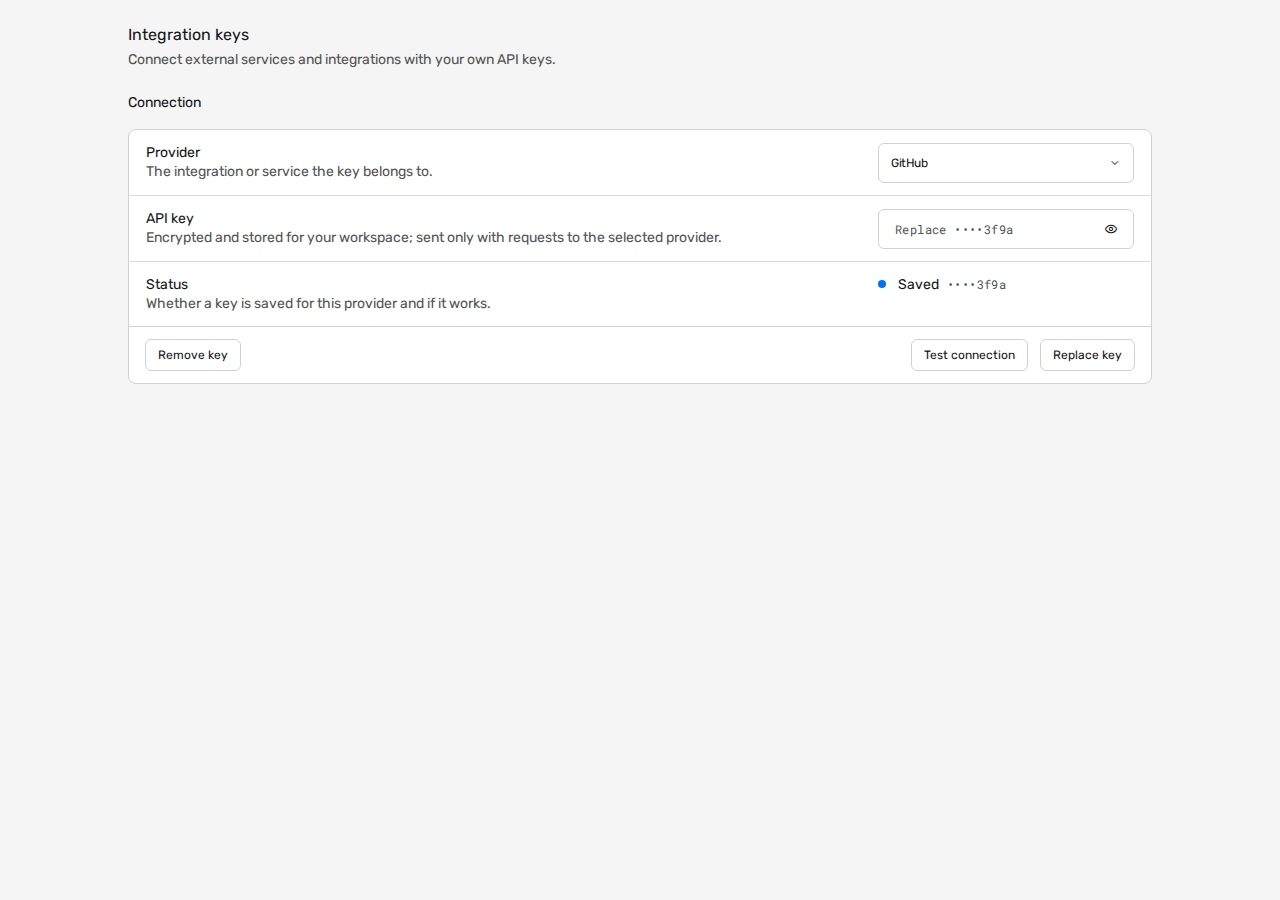 Integration keys
Connect external services and integrations with your own API keys.
Connection
Provider
The integration or service the key belongs to.
GitHub
API key
Encrypted and stored for your workspace; sent only with requests to the selected provider.
Replace ••••3f9a
Status
Whether a key is saved for this provider and if it works.
Saved ••••3f9a
Remove key
Test connection
Replace key